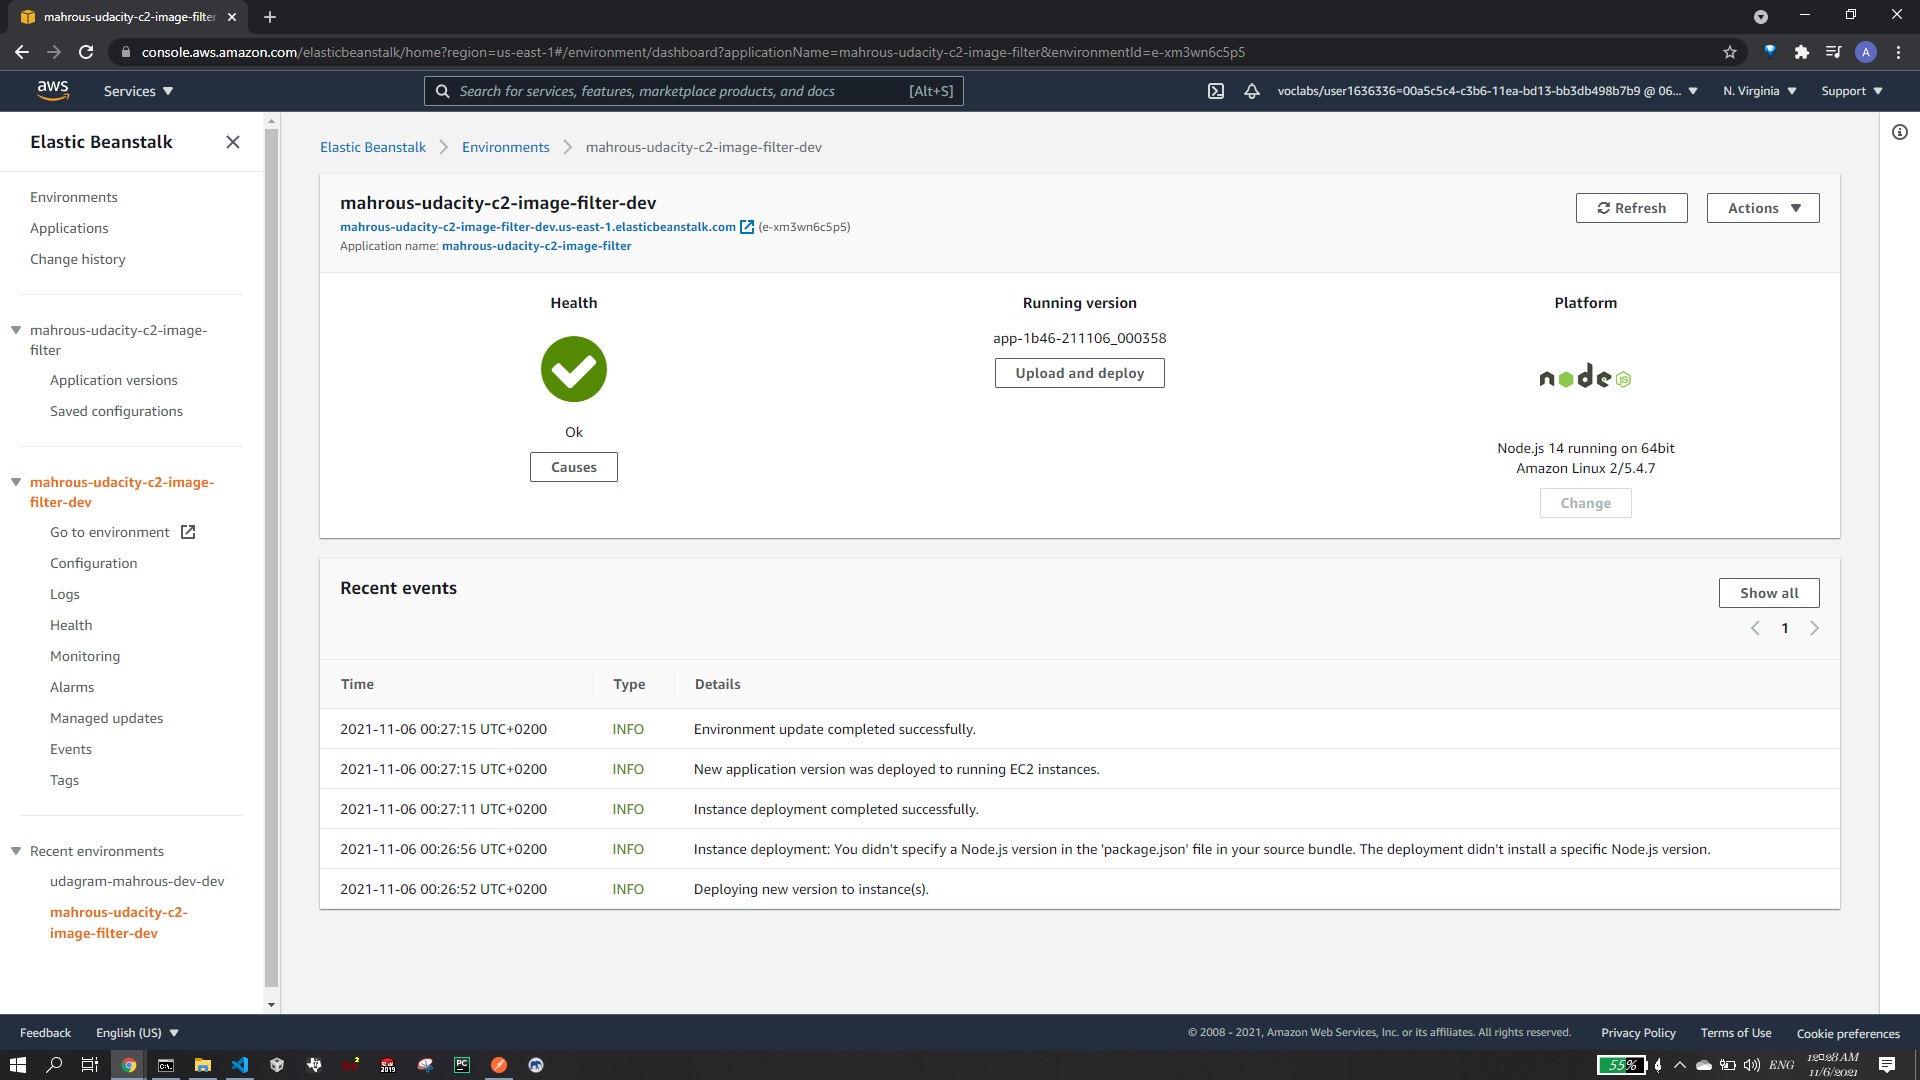 mahrous-udacity-c2-image-filter
console.aws.amazon.com/elasticbeanstalk/home?region=us-east-1#/environment/dashboard?applicationName=mahrous-udacity-c2-image-filter&environmentId=e-xm3wn6c5p5
A
aws
Services
Search for services, features, marketplace products, and docs
[Alt+S]
voclabs/user1636336=00a5c5c4-c3b6-11ea-bd13-bb3db498b7b9 @ 06...
N. Virginia
Support
Elastic Beanstalk
Environments
Applications
Change history
mahrous-udacity-c2-image-
filter
Application versions
Saved configurations
mahrous-udacity-c2-image-
filter-dev
Go to environment
Configuration
Logs
Health
Monitoring
Alarms
Managed updates
Events
Tags
Recent environments
udagram-mahrous-dev-dev
mahrous-udacity-c2-
image-filter-dev
Elastic Beanstalk
Environments
mahrous-udacity-c2-image-filter-dev
mahrous-udacity-c2-image-filter-dev
mahrous-udacity-c2-image-filter-dev.us-east-1.elasticbeanstalk.com (e-xm3wn6c5p5)
Application name: mahrous-udacity-c2-image-filter
Refresh
Actions
Health
Ok
Causes
Running version
app-1b46-211106_000358
Upload and deploy
Platform
node JS
Node.js 14 running on 64bit
Amazon Linux 2/5.4.7
Change
Recent events
Show all
1
Time Type Details
2021-11-06 00:27:15 UTC+0200 INFO Environment update completed successfully.
2021-11-06 00:27:15 UTC+0200 INFO New application version was deployed to running EC2 instances.
2021-11-06 00:27:11 UTC+0200 INFO Instance deployment completed successfully.
2021-11-06 00:26:56 UTC+0200 INFO Instance deployment: You didn't specify a Node.js version in the 'package.json' file in your source bundle. The deployment didn't install a specific Node.js version.
2021-11-06 00:26:52 UTC+0200 INFO Deploying new version to instance(s).
Feedback
English (US)
© 2008 - 2021, Amazon Web Services, Inc. or its affiliates. All rights reserved.
Privacy Policy
Terms of Use
Cookie preferences
2019
PC
55%
ENG
12:28 AM
11/6/2021